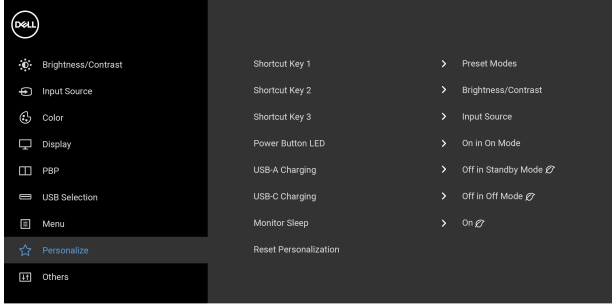 DELL
Brightness/Contrast
Input Source
Color
Display
PBP
USB Selection
Menu
Personalize
Others
Shortcut Key 1 Preset Modes
Shortcut Key 2 Brightness/Contrast
Shortcut Key 3 Input Source
Power Button LED On in On Mode
USB-A Charging Off in Standby Mode
USB-C Charging Off in Off Mode
Monitor Sleep On
Reset Personalization